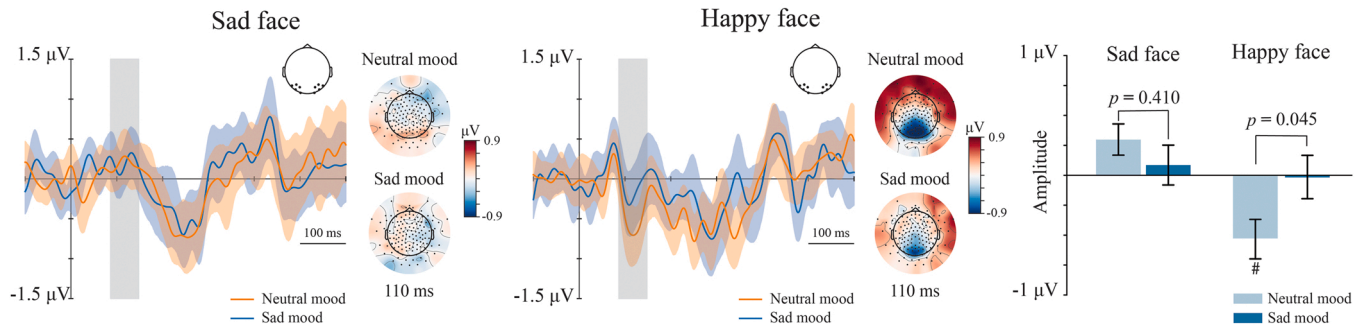 Sad face
1.5 µV
-1.5 µV
Neutral mood
µV
0.9
-0.9
Sad mood
110 ms
100 ms
Neutral mood
Sad mood
Happy face
1.5 µV
-1.5 µV
Neutral mood
µV
0.9
-0.9
Sad mood
110 ms
100 ms
Neutral mood
Sad mood
1 µV
Amplitude
-1 µV
Sad face
Happy face
p = 0.410
p = 0.045
#
Neutral mood
Sad mood